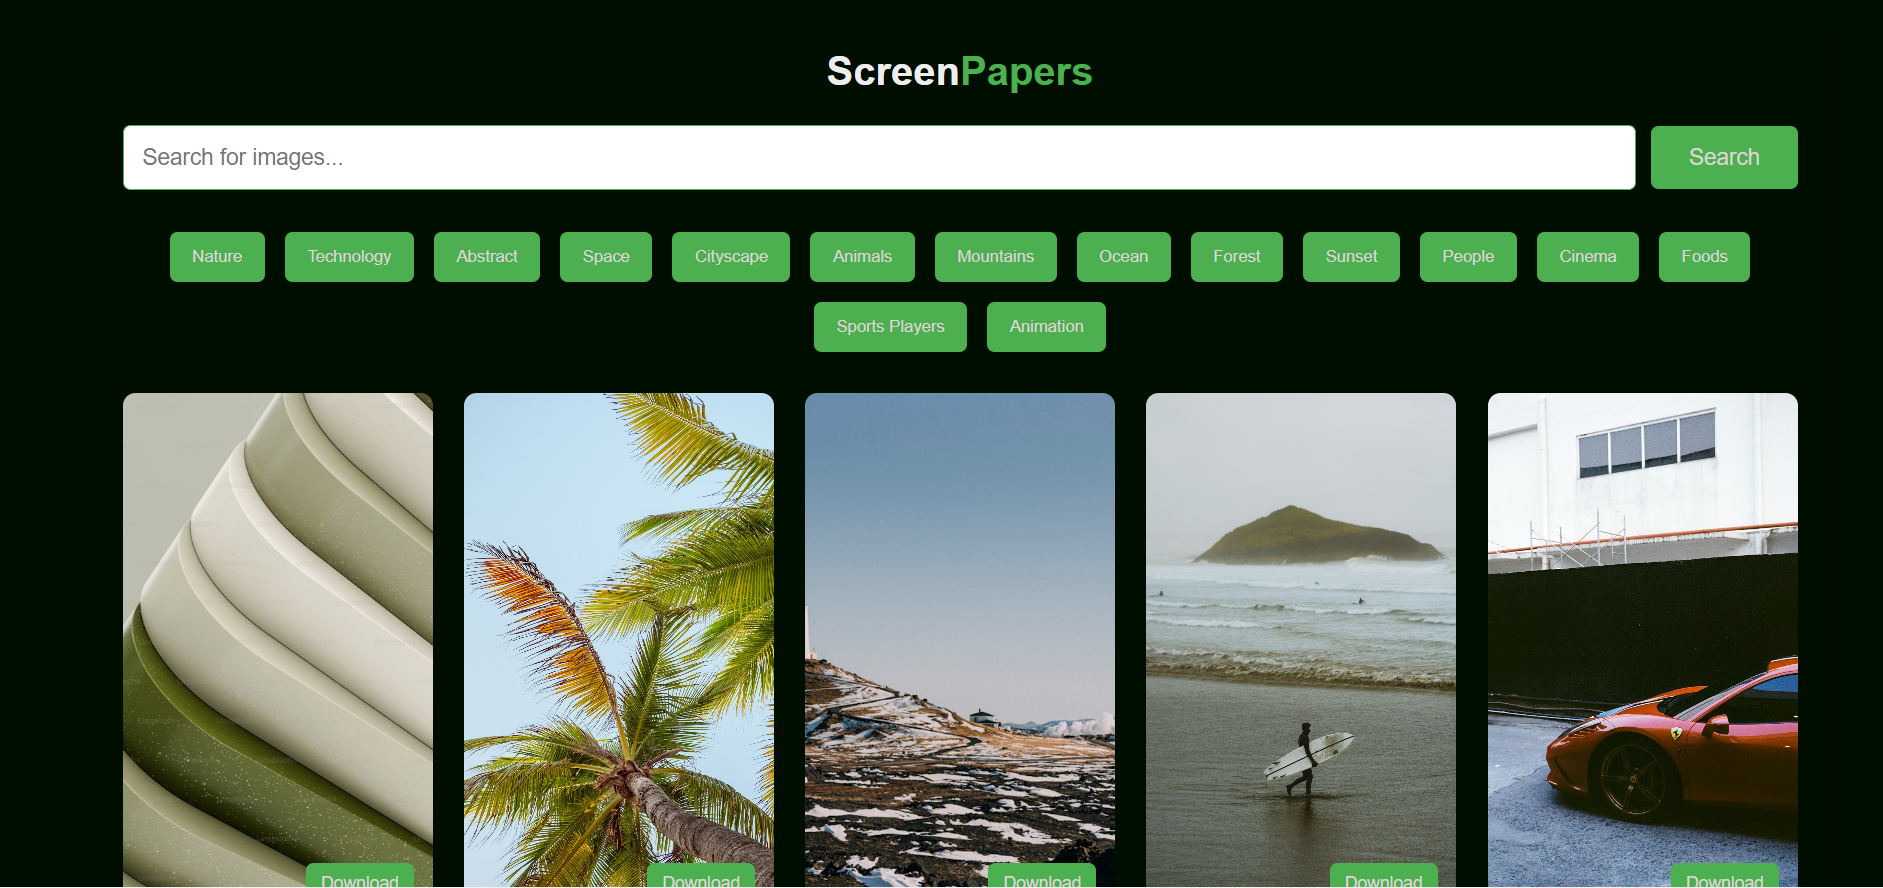 ScreenPapers
Search for images... Search
Nature Technology Abstract Space Cityscape Animals Mountains Ocean Forest Sunset People Cinema Foods
Sports Players Animation
Download Download Download Download Download